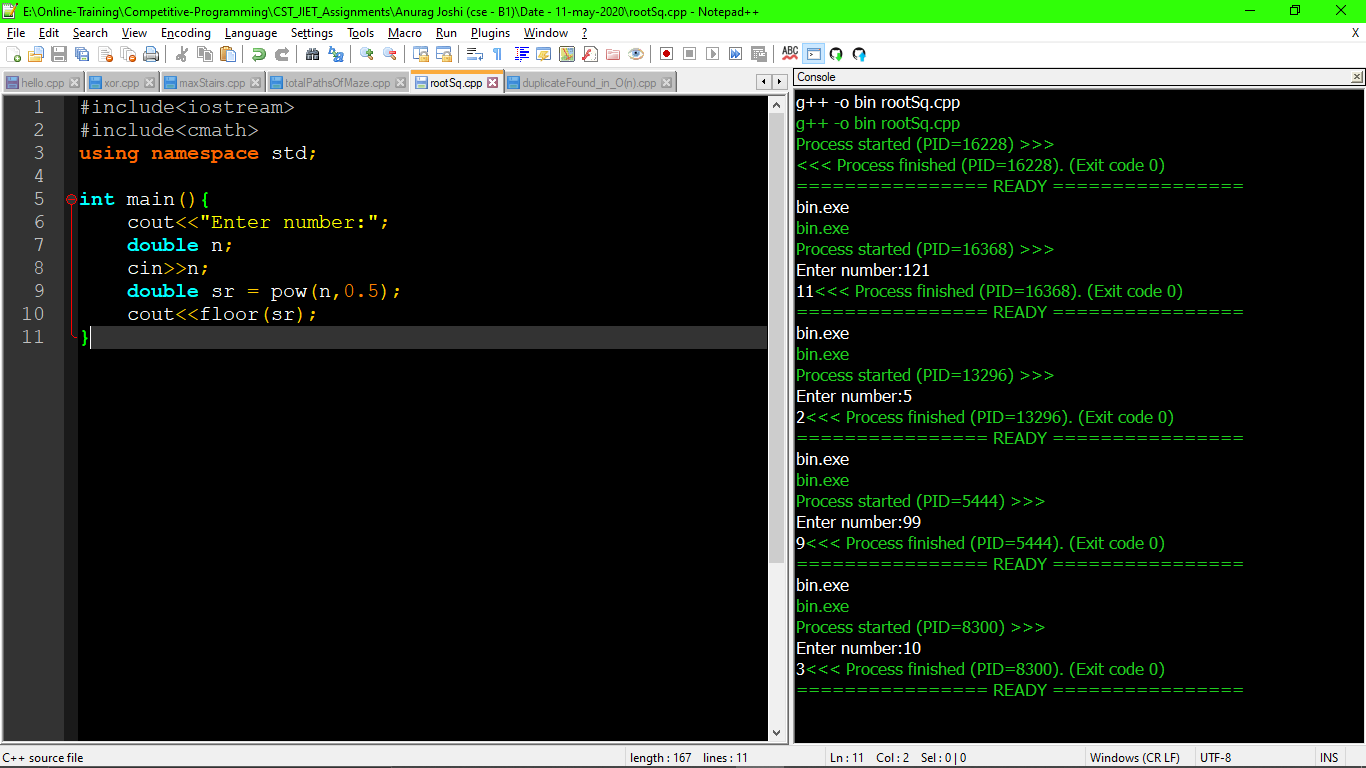 E:\Online-Training\Competitive-Programming\CST_JIET_Assignments\Anurag Joshi (cse - B1)\Date - 11-may-2020\rootSq.cpp - Notepad++
File Edit Search View Encoding Language Settings Tools Macro Run Plugins Window ? X
hello.cpp xor.cpp maxStairs.cpp totalPathsOfMaze.cpp rootSq.cpp duplicateFound_in_O(n).cpp
1 #include<iostream>
2 #include<cmath>
3 using namespace std;
4
5 int main(){
6 cout<<"Enter number:";
7 double n;
8 cin>>n;
9 double sr = pow(n,0.5);
10 cout<<floor(sr);
11 }
Console
g++ -o bin rootSq.cpp
g++ -o bin rootSq.cpp
Process started (PID=16228) >>>
<<< Process finished (PID=16228). (Exit code 0)
================ READY ================
bin.exe
bin.exe
Process started (PID=16368) >>>
Enter number:121
11<<< Process finished (PID=16368). (Exit code 0)
================ READY ================
bin.exe
bin.exe
Process started (PID=13296) >>>
Enter number:5
2<<< Process finished (PID=13296). (Exit code 0)
================ READY ================
bin.exe
bin.exe
Process started (PID=5444) >>>
Enter number:99
9<<< Process finished (PID=5444). (Exit code 0)
================ READY ================
bin.exe
bin.exe
Process started (PID=8300) >>>
Enter number:10
3<<< Process finished (PID=8300). (Exit code 0)
================ READY ================
C++ source file length : 167 lines : 11 Ln : 11 Col : 2 Sel : 0 | 0 Windows (CR LF) UTF-8 INS